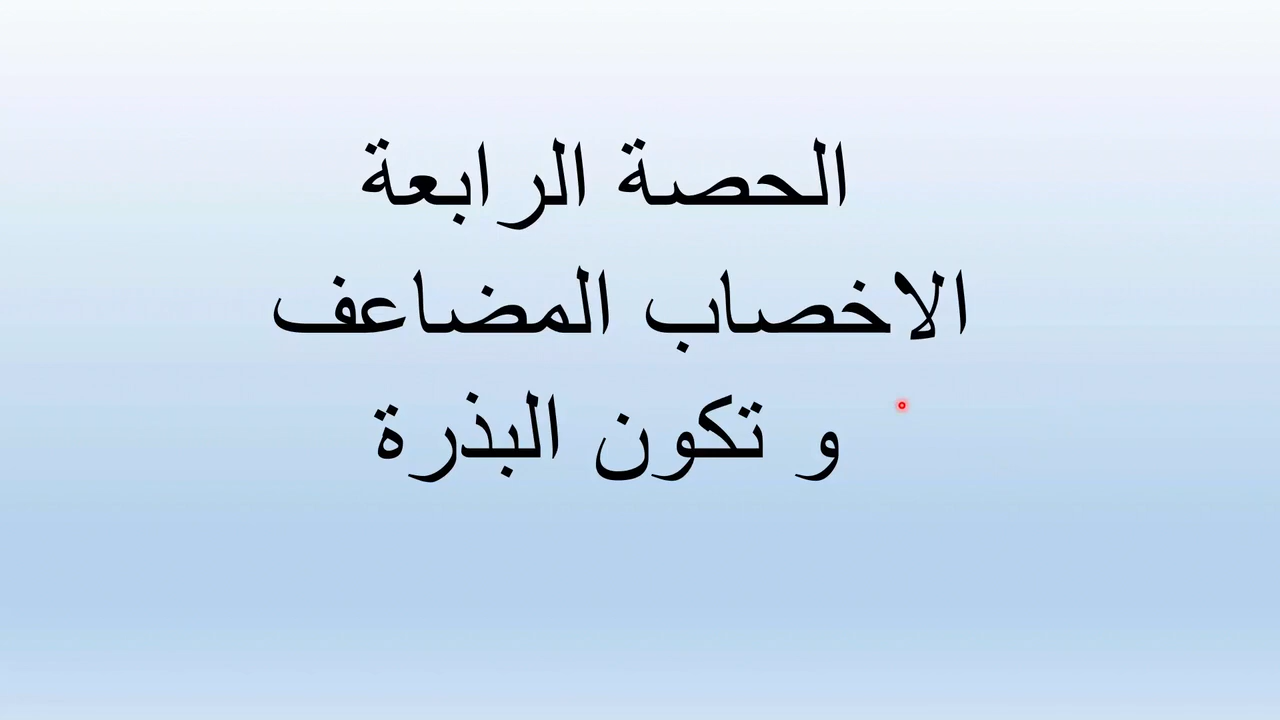 الحصة الرابعة
الاخصاب المضاعف
و تكون البذرة